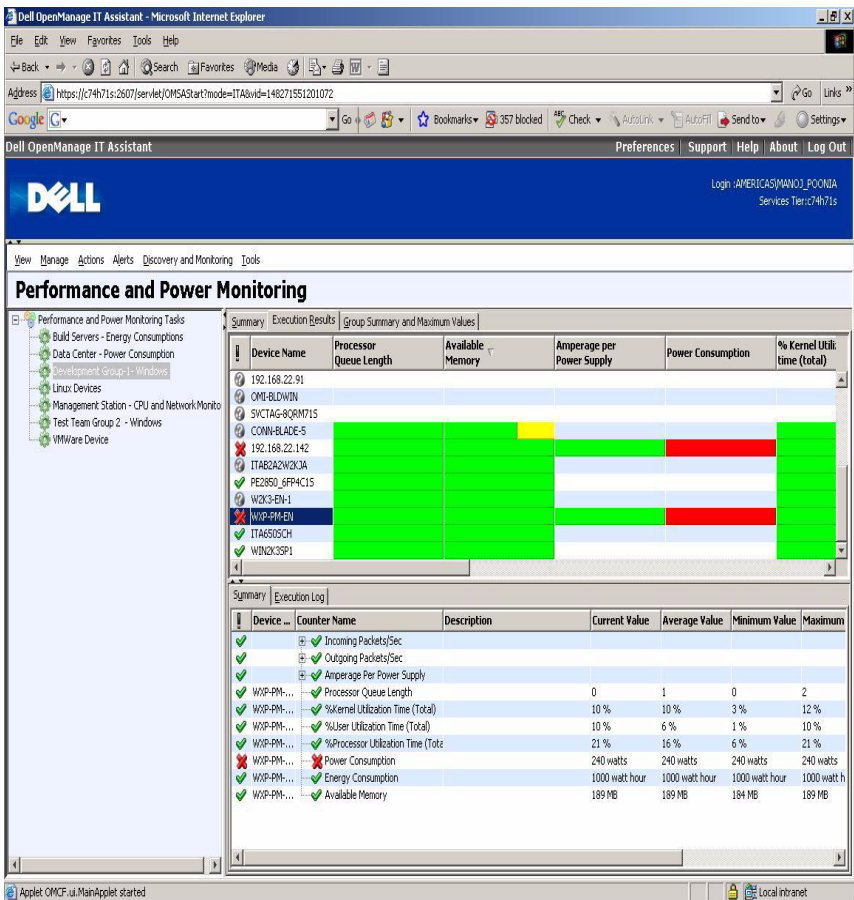 Dell OpenManage IT Assistant - Microsoft Internet Explorer
File Edit View Favorites Tools Help
Back Search Favorites Media
Address https://c74h71s:2607/servlet/OMSAStart?mode=ITA&vid=148271551201072 Go Links »
Google G Go Bookmarks 357 blocked ABC Check AutoLink AutoFill Send to Settings
Dell OpenManage IT Assistant Preferences | Support | Help | About | Log Out
DELL
Login :AMERICAS\MANOJ_POONIA
Services Tier:c74h71s
View Manage Actions Alerts Discovery and Monitoring Tools
Performance and Power Monitoring
Performance and Power Monitoring Tasks
Build Servers - Energy Consumptions
Data Center - Power Consumption
Development Group-1- Windows
Linux Devices
Management Station - CPU and Network Monito
Test Team Group 2 - Windows
VMWare Device
Summary Execution Results Group Summary and Maximum Values
! Device Name Processor Queue Length Available Memory Amperage per Power Supply Power Consumption % Kernel Utili: time (total)
192.168.22.91
OMI-BLDWIN
SVCTAG-8QRM71S
CONN-BLADE-5
192.168.22.142
ITAB2A2W2KJA
PE2850_6FP4C1S
W2K3-EN-1
WXP-PM-EN
ITA650SCH
WIN2K3SP1
Summary Execution Log
! Device ... Counter Name Description Current Value Average Value Minimum Value Maximum
Incoming Packets/Sec
Outgoing Packets/Sec
Amperage Per Power Supply
WXP-PM-... Processor Queue Length 0 1 0 2
WXP-PM-... %Kernel Utilization Time (Total) 10 % 10 % 3 % 12 %
WXP-PM-... %User Utilization Time (Total) 10 % 6 % 1 % 10 %
WXP-PM-... %Processor Utilization Time (Tota 21 % 16 % 6 % 21 %
WXP-PM-... Power Consumption 240 watts 240 watts 240 watts 240 watts
WXP-PM-... Energy Consumption 1000 watt hour 1000 watt hour 1000 watt hour 1000 watt h
WXP-PM-... Available Memory 189 MB 189 MB 184 MB 189 MB
Applet OMCF.ui.MainApplet started Local intranet